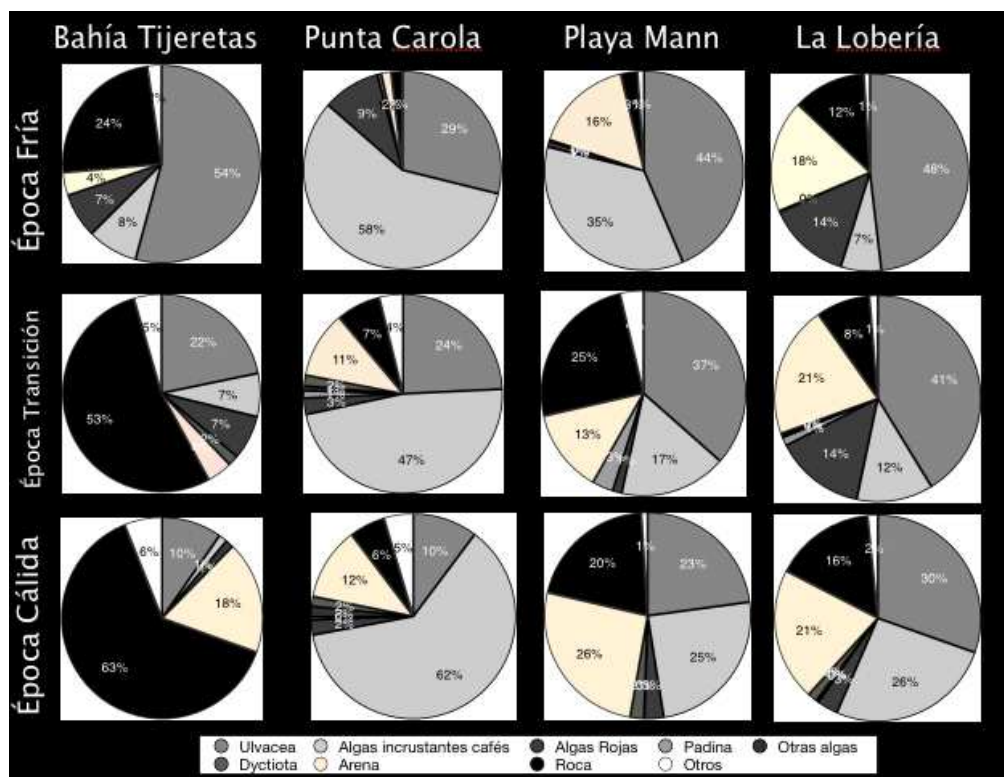 Bahía Tijeretas Punta Carola Playa Mann La Lobería
Época Fría
24% 54% 4% 7% 8%
9% 29% 58%
16% 44% 35%
12% 1% 18% 48% 14% 7%
Época Transición
5% 22% 7% 7% 53%
4% 7% 24% 11% 3% 47%
25% 37% 13% 17%
8% 1% 21% 41% 14% 12%
Época Cálida
6% 10% 18% 63%
5% 6% 10% 12% 62%
1% 20% 23% 26% 25%
2% 16% 30% 21% 26%
Ulvacea Algas incrustantes cafés Algas Rojas Padina Otras algas
Dyctiota Arena Roca Otros